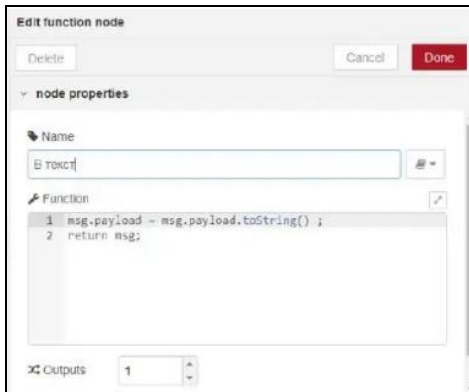 Edit function node
Delete Cancel Done
node properties
Name
В текст
Function
1 msg.payload = msg.payload.toString() ;
2 return msg;
Outputs 1